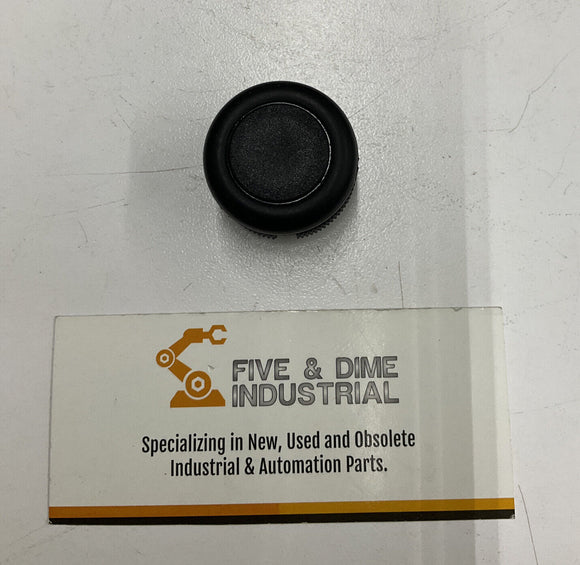 FIVE & DIME
INDUSTRIAL
Specializing in New, Used and Obsolete
Industrial & Automation Parts.